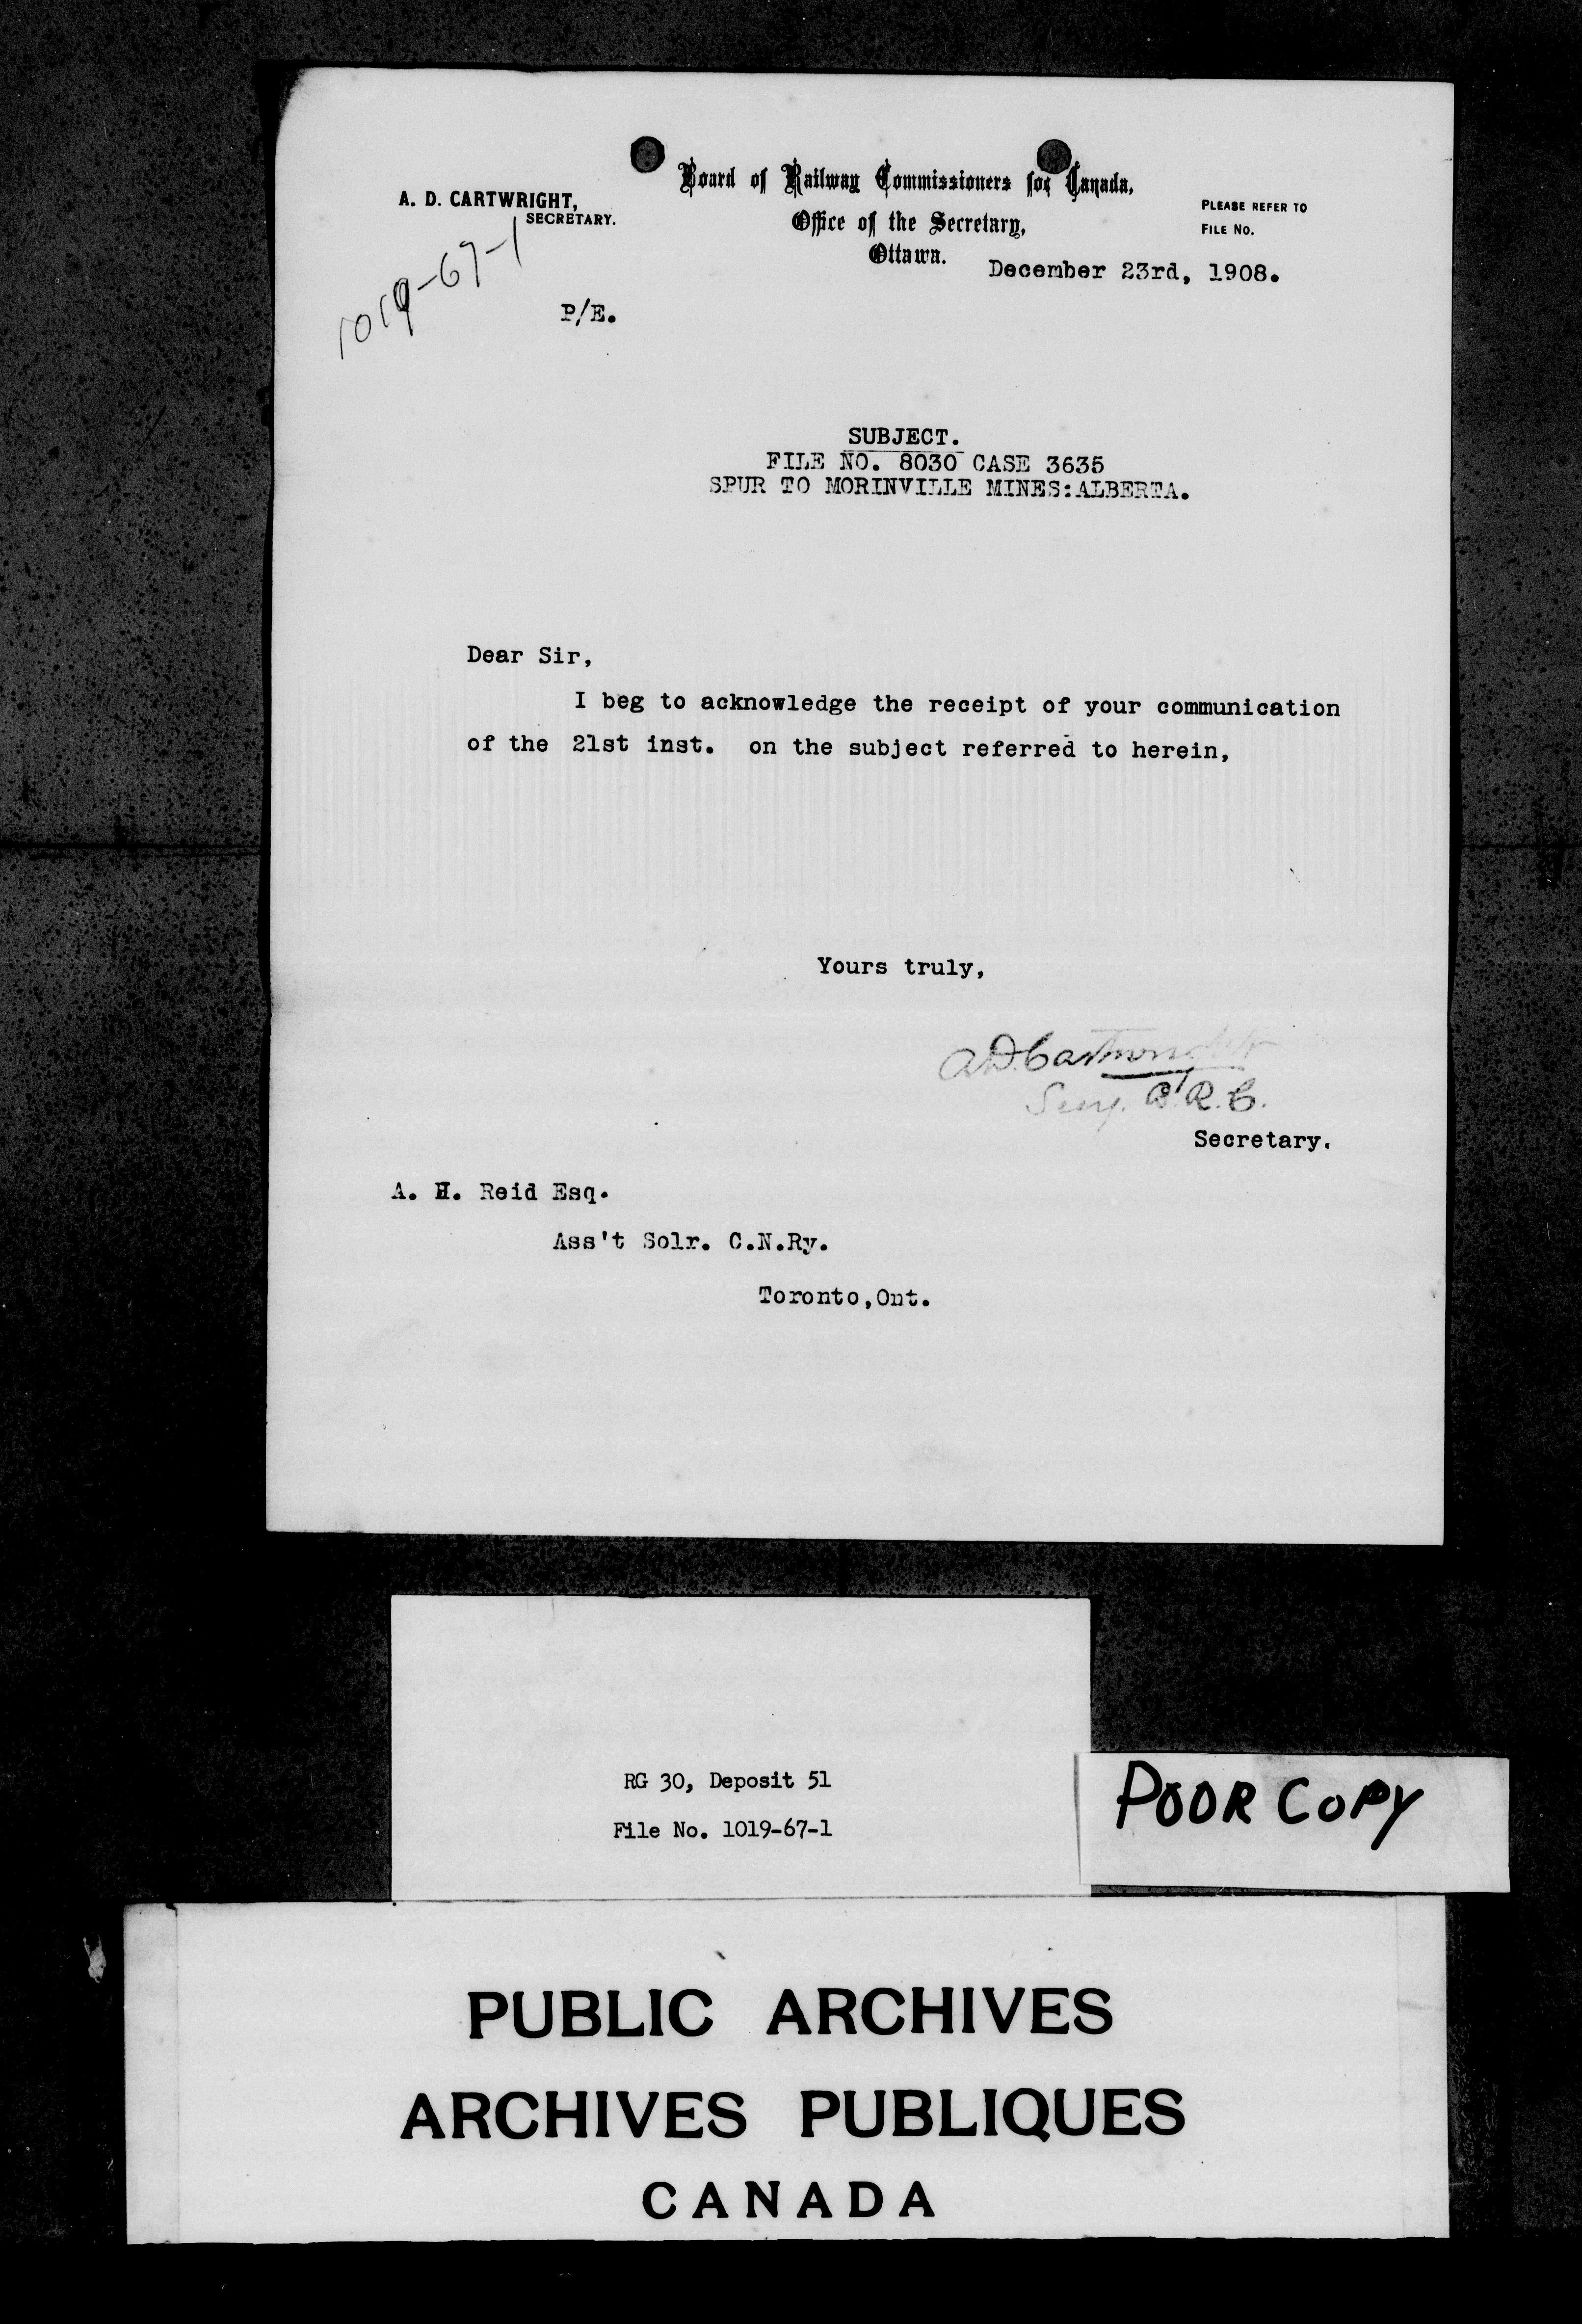 Board of Railway Commissioners for Canada,
A. D. CARTWRIGHT,
SECRETARY.
Office of the Secretary,
Ottawa.
PLEASE REFER TO
FILE No.
December 23rd, 1908.
1019-67-1
P/E.
SUBJECT.
FILE NO. 8030 CASE 3635
SPUR TO MORINVILLE MINES:ALBERTA.
Dear Sir,
I beg to acknowledge the receipt of your communication
of the 21st inst. on the subject referred to herein,
Yours truly,
A.D. Cartwright
Secy. B.R.C.
Secretary.
A. H. Reid Esq.
Ass't Solr. C.N.Ry.
Toronto,Ont.
RG 30, Deposit 51
File No. 1019-67-1
POOR COPY
PUBLIC ARCHIVES
ARCHIVES PUBLIQUES
CANADA